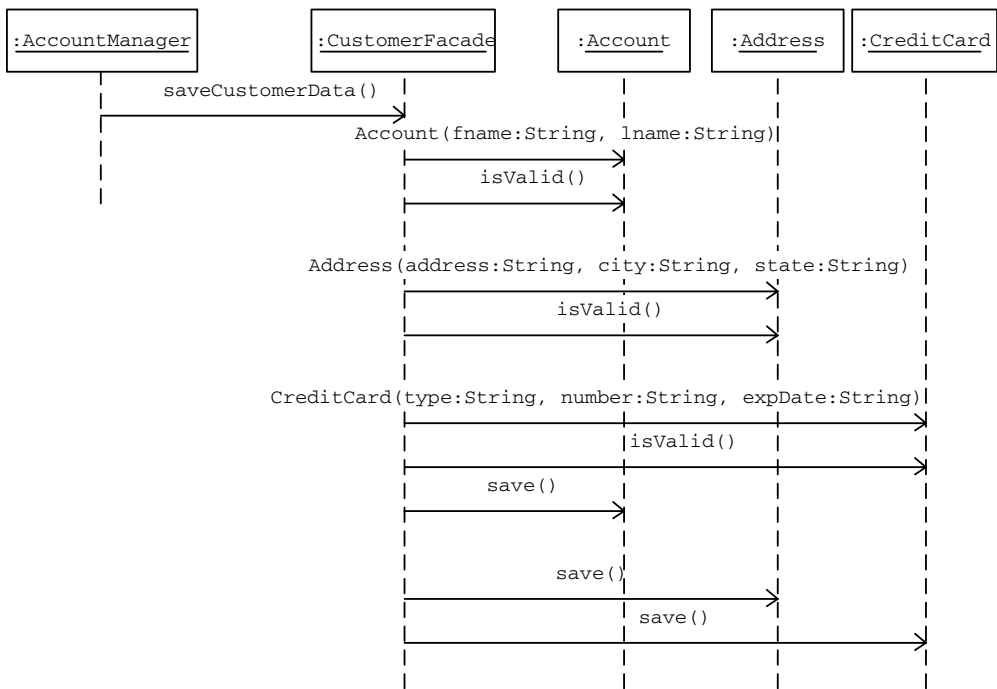 :AccountManager
:CustomerFacade
:Account
:Address
:CreditCard
saveCustomerData()
Account(fname:String, lname:String)
isValid()
Address(address:String, city:String, state:String)
isValid()
CreditCard(type:String, number:String, expDate:String)
isValid()
save()
save()
save()